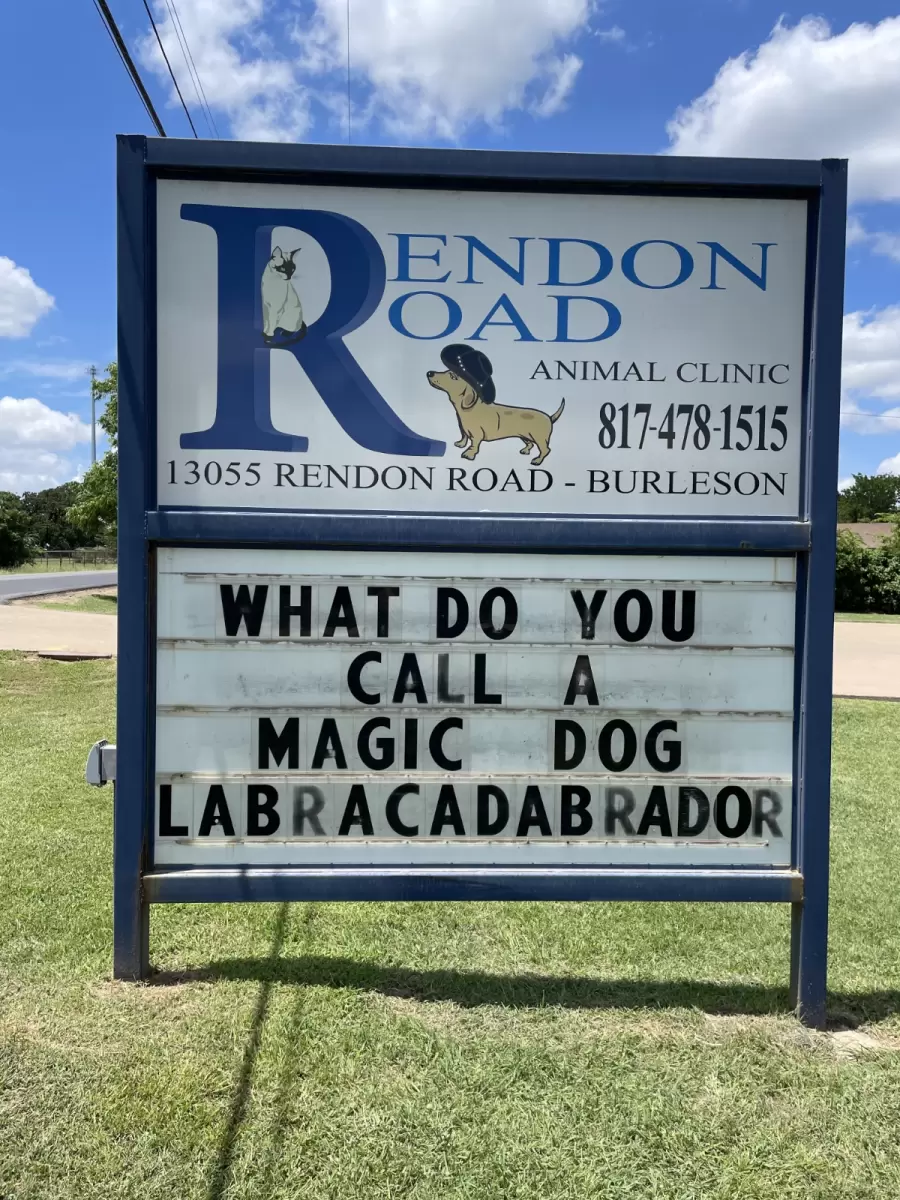 RENDON
ROAD
ANIMAL CLINIC
817-478-1515
13055 RENDON ROAD - BURLESON
WHAT DO YOU
CALL A
MAGIC DOG
LABRACADABRADOR